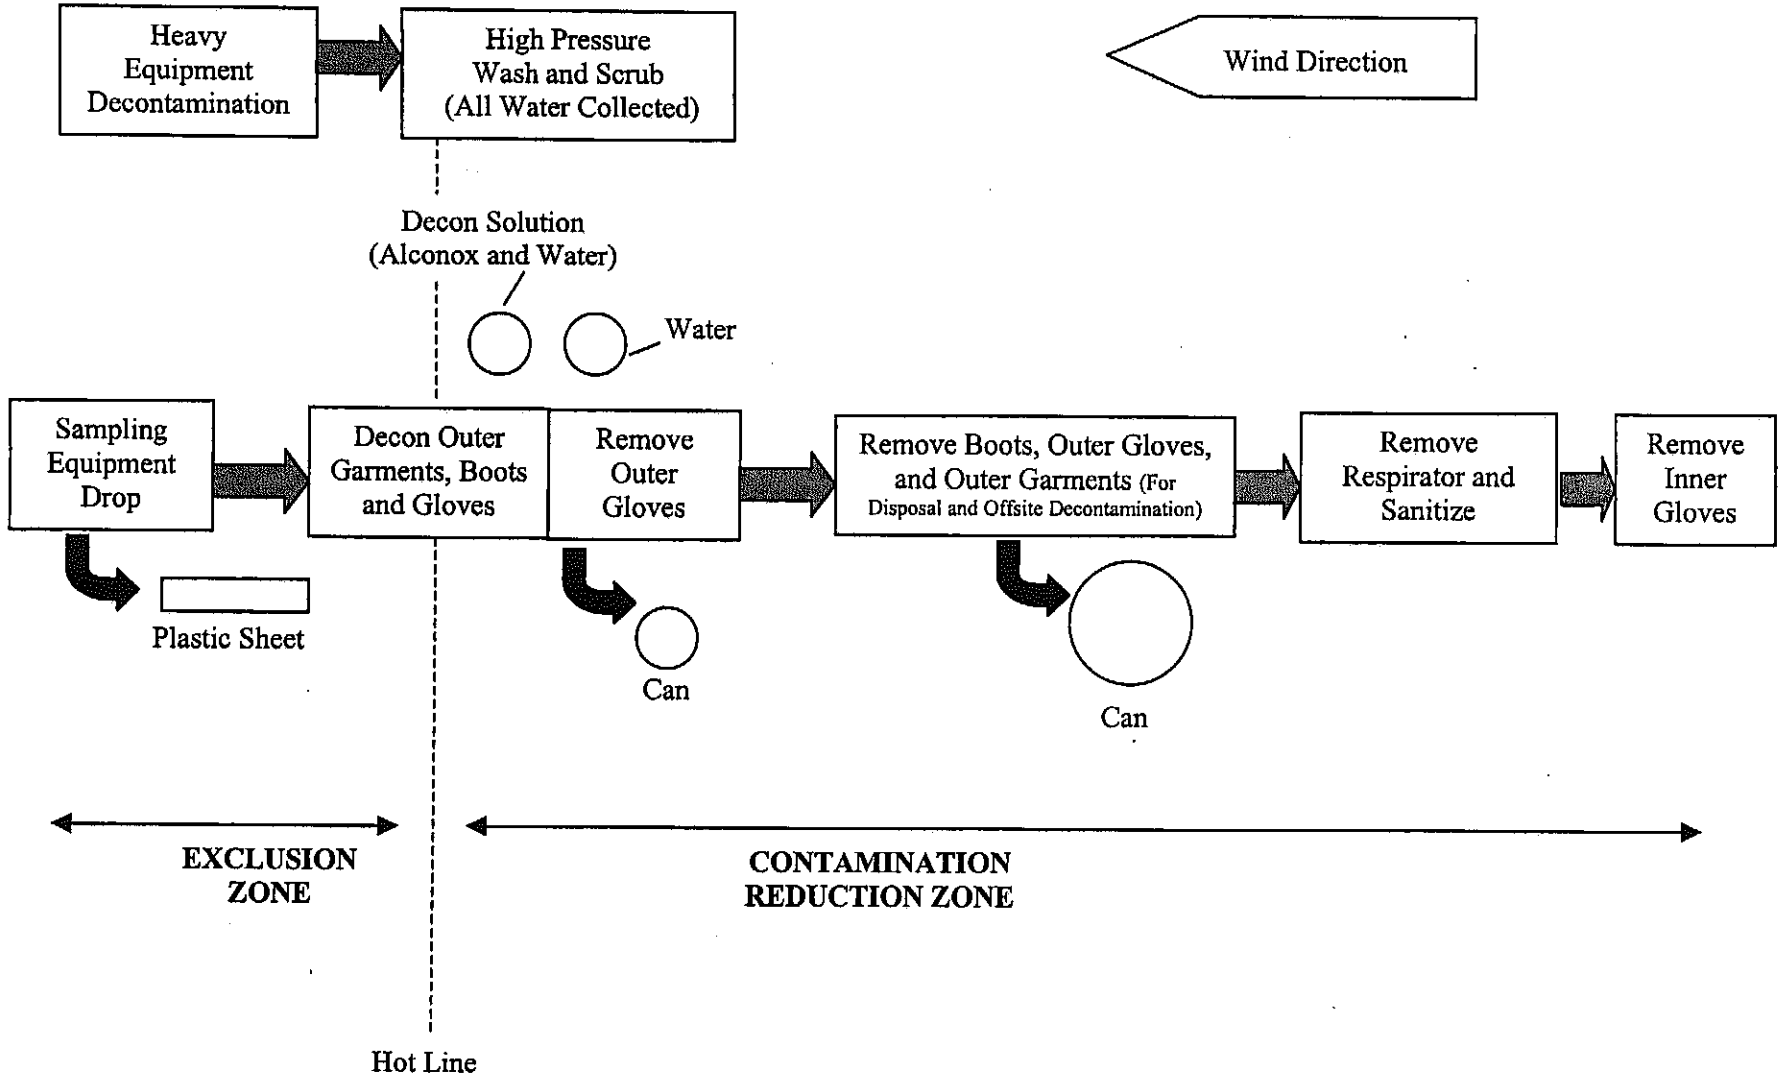 Heavy
Equipment
Decontamination
High Pressure
Wash and Scrub
(All Water Collected)
Wind Direction
Decon Solution
(Alconox and Water)
Water
Sampling
Equipment
Drop
Decon Outer
Garments, Boots
and Gloves
Remove
Outer
Gloves
Remove Boots, Outer Gloves,
and Outer Garments (For
Disposal and Offsite Decontamination)
Remove
Respirator and
Sanitize
Remove
Inner
Gloves
Plastic Sheet
Can
Can
EXCLUSION
ZONE
CONTAMINATION
REDUCTION ZONE
Hot Line